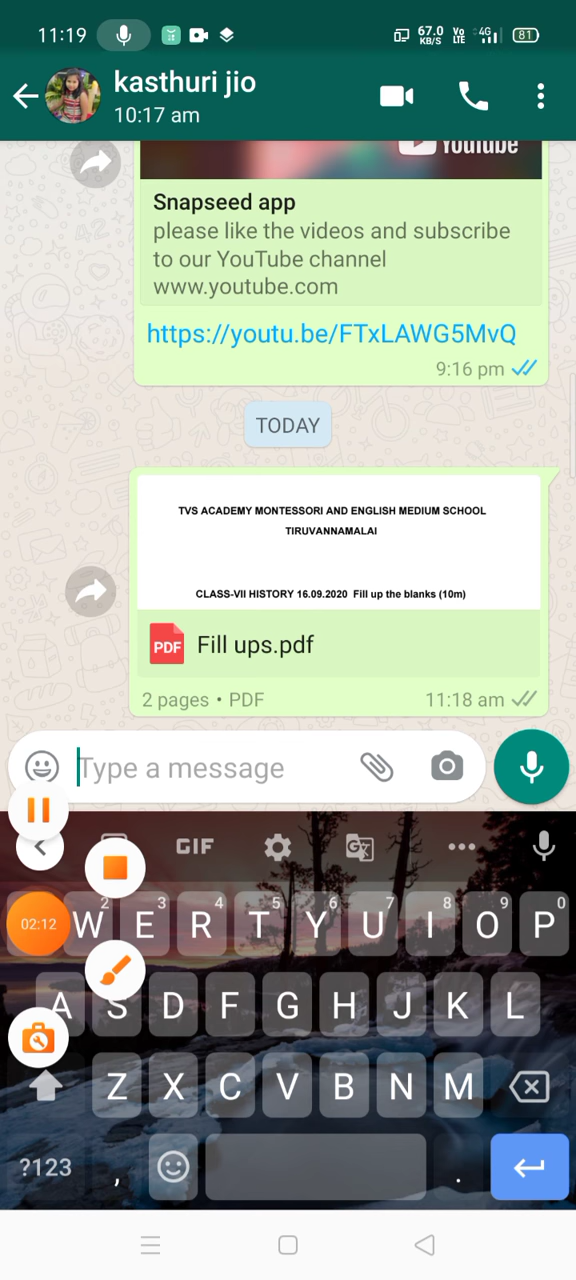 11:19
67.0
KB/S
Vo
LTE
4G
81
kasthuri jio
10:17 am
YouTube
Snapseed app
please like the videos and subscribe
to our YouTube channel
www.youtube.com
https://youtu.be/FTxLAWG5MvQ
9:16 pm
TODAY
TVS ACADEMY MONTESSORI AND ENGLISH MEDIUM SCHOOL
TIRUVANNAMALAI
CLASS-VII HISTORY 16.09.2020 Fill up the blanks (10m)
PDF Fill ups.pdf
2 pages • PDF 11:18 am
Type a message
GIF
02:12
2 3 4 5 6 7 8 9 0
W E R T Y U I O P
A S D F G H J K L
Z X C V B N M
?123 , .